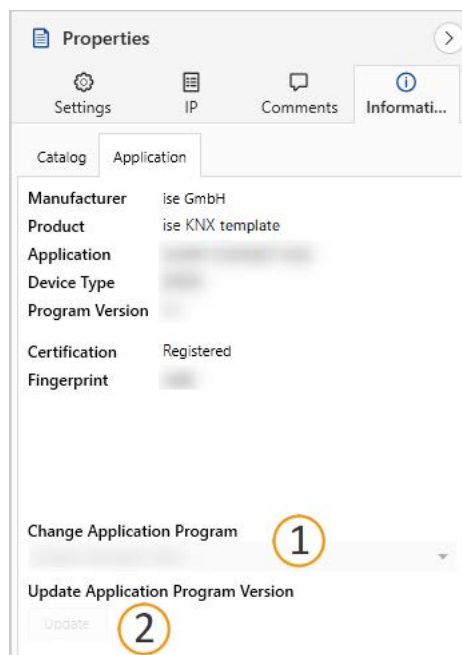 Properties
Settings IP Comments Informati...
Catalog Application
Manufacturer ise GmbH
Product ise KNX template
Application
Device Type
Program Version
Certification Registered
Fingerprint
Change Application Program 1
Update Application Program Version
Update 2